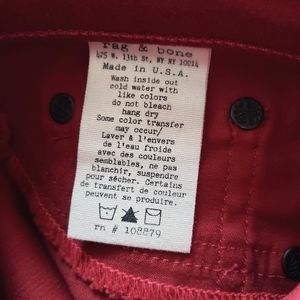 rag & bone
475 W. 13th St, NY NY 10014
Made in U.S.A.
Wash inside out
cold water with
like colors
do not bleach
hang dry
Some color transfer
may occur/
Laver à l'envers
de l'eau froide
avec des couleurs
semblables, ne pas
blanchir, suspendre
pour sécher. Certains
de transfert de couleur
peuvent se produire.
rn # 108879